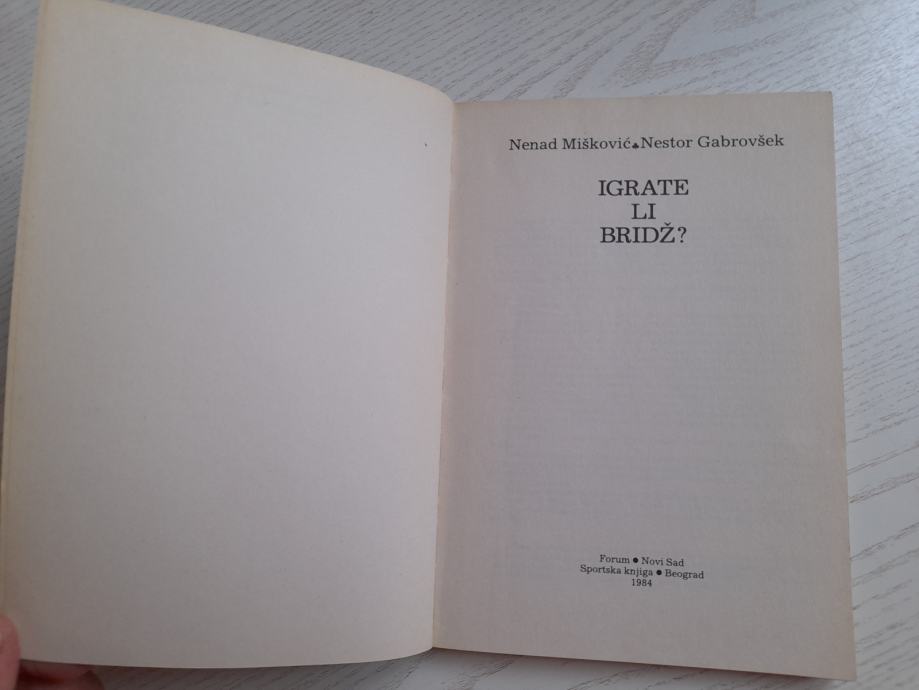 Nenad Mišković♣Nestor Gabrovšek
IGRATE
LI
BRIDŽ?
Forum ● Novi Sad
Sportska knjiga ● Beograd
1984